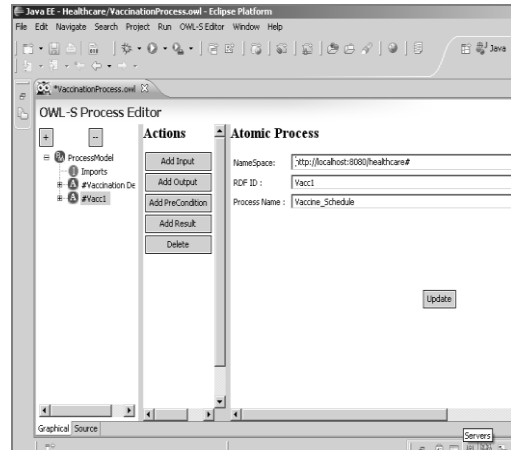 Java EE - Healthcare/VaccinationProcess.owl - Eclipse Platform
File Edit Navigate Search Project Run OWL-S Editor Window Help
Java
*VaccinationProcess.owl
OWL-S Process Editor
+ -- Actions Atomic Process
ProcessModel
Imports
#Vaccination De
#Vacc1
Add Input
Add Output
Add PreCondition
Add Result
Delete
NameSpace: http://localhost:8080/healthcare#
RDF ID : Vacc1
Process Name : Vaccine_Schedule
Update
Graphical Source
Servers